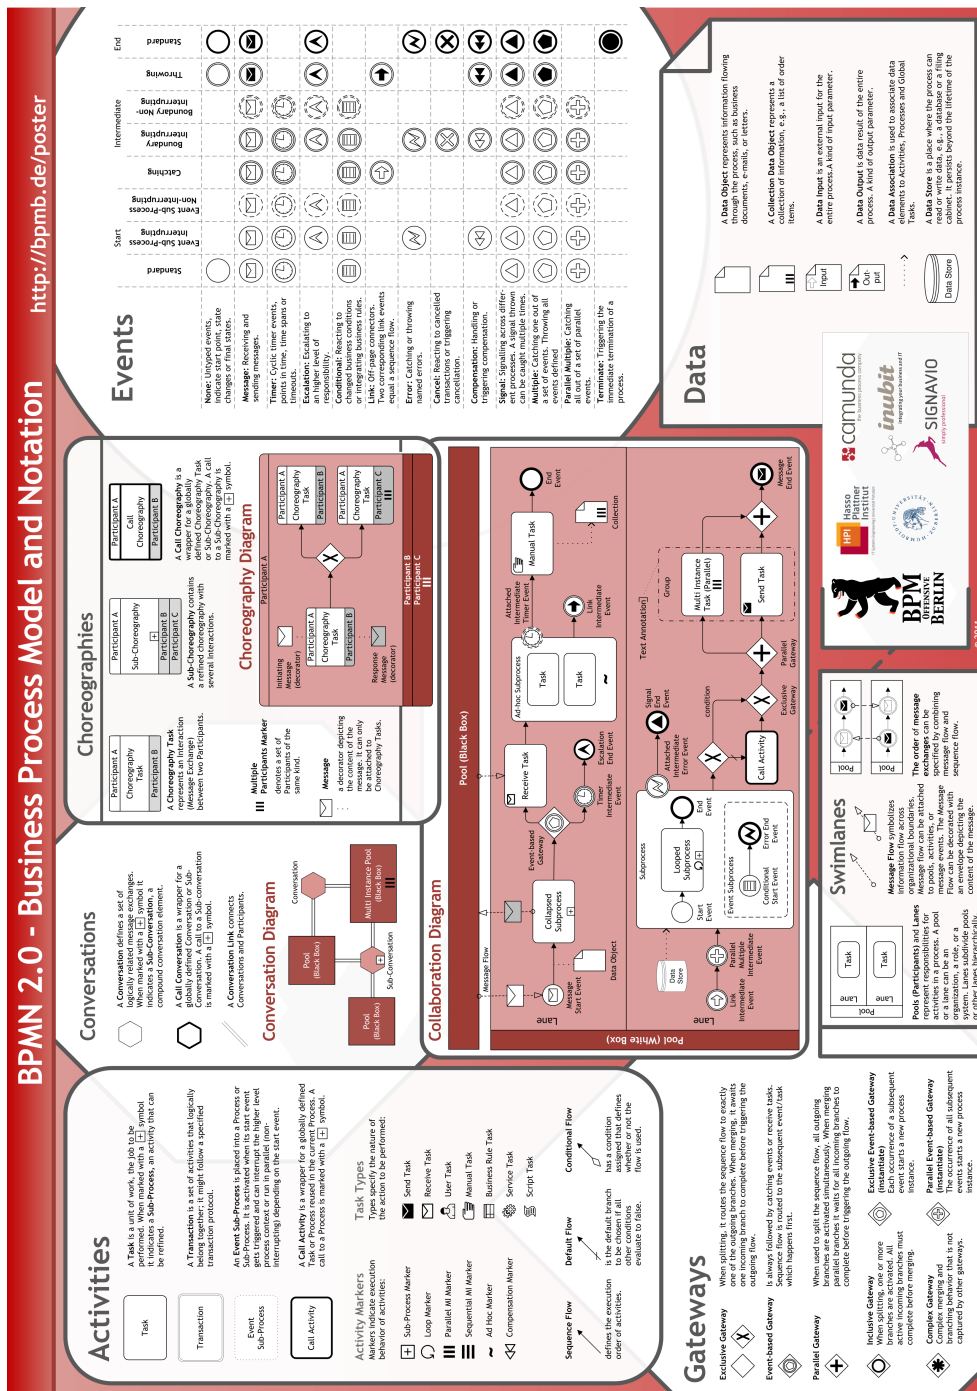 BPMN 2.0 - Business Process Model and Notation
http://bpmb.de/poster
Activities
Task
A Task is a unit of work, the job to be
performed. When marked with a + symbol
it indicates a Sub-Process, an activity that can
be refined.
Transaction
A Transaction is a set of activities that logically
belong together; it might follow a specified
transaction protocol.
Event
Sub-Process
An Event Sub-Process is placed into a Process or
Sub-Process. It is activated when its start event
gets triggered and can interrupt the higher level
process context or run in parallel (non-
interrupting) depending on the start event.
Call Activity
A Call Activity is a wrapper for a globally defined
Task or Process reused in the current Process. A
call to a Process is marked with a + symbol.
Activity Markers
Markers indicate execution
behavior of activities:
Sub-Process Marker
Loop Marker
Parallel MI Marker
Sequential MI Marker
Ad Hoc Marker
Compensation Marker
Task Types
Types specify the nature of
the action to be performed:
Send Task
Receive Task
User Task
Manual Task
Business Rule Task
Service Task
Script Task
Sequence Flow
defines the execution
order of activities.
Default Flow
is the default branch
to be chosen if all
other conditions
evaluate to false.
Conditional Flow
has a condition
assigned that defines
whether or not the
flow is used.
Conversations
A Conversation defines a set of
logically related message exchanges.
When marked with a + symbol it
indicates a Sub-Conversation, a
compound conversation element.
A Call Conversation is a wrapper for a
globally defined Conversation or Sub-
Conversation. A call to a Sub-conversation
is marked with a + symbol.
A Conversation Link connects
Conversations and Participants.
Conversation Diagram
Pool
(Black Box)
Pool
(Black Box)
Conversation
Multi Instance Pool
(Black Box)
Sub-Conversation
Choreographies
Participant A
Choreography
Task
Participant B
A Choreography Task
represents an Interaction
(Message Exchange)
between two Participants.
Participant A
Sub-Choreography
Participant B
Participant C
A Sub-Choreography contains
a refined choreography with
several Interactions.
Participant A
Call
Choreography
Participant B
A Call Choreography is a
wrapper for a globally
defined Choreography Task
or Sub-Choreography. A call
to a Sub-Choreography is
marked with a + symbol.
Multiple
Participants Marker
denotes a set of
Participants of the
same kind.
Message
a decorator depicting
the content of the
message. It can only
be attached to
Choreography Tasks.
Choreography Diagram
Participant A
Initiating
Message
(decorator)
Participant A
Choreography
Task
Participant B
Response
Message
(decorator)
Participant A
Choreography
Task
Participant B
Participant A
Choreography
Task
Participant C
Participant B
Participant C
Events
Start
Intermediate
End
Standard
Event Sub-Process
Interrupting
Event Sub-Process
Non-Interrupting
Catching
Boundary
Interrupting
Boundary Non-
Interrupting
Throwing
Standard
None: Untyped events,
indicate start point, state
changes or final states.
Message: Receiving and
sending messages.
Timer: Cyclic timer events,
points in time, time spans or
timeouts.
Escalation: Escalating to
an higher level of
responsibility.
Conditional: Reacting to
changed business conditions
or integrating business rules.
Link: Off-page connectors.
Two corresponding link events
equal a sequence flow.
Error: Catching or throwing
named errors.
Cancel: Reacting to cancelled
transactions or triggering
cancellation.
Compensation: Handling or
triggering compensation.
Signal: Signalling across differ-
ent processes. A signal thrown
can be caught multiple times.
Multiple: Catching one out of
a set of events. Throwing all
events defined
Parallel Multiple: Catching
all out of a set of parallel
events.
Terminate: Triggering the
immediate termination of a
process.
Collaboration Diagram
Pool (Black Box)
Message Flow
Pool (White Box)
Lane
Message
Start Event
Data Object
Collapsed
Subprocess
Event-based
Gateway
Receive Task
Timer
Intermediate
Event
Escalation
End Event
Ad-hoc Subprocess
Task
Task
Attached
Intermediate
Timer Event
Link
Intermediate
Event
Manual Task
End
Event
Collection
Lane
Link
Intermediate
Event
Data
Store
Parallel
Multiple
Intermediate
Event
Subprocess
Start
Event
Looped
Subprocess
End
Event
Event Subprocess
Conditional
Start Event
Error End
Event
Attached
Intermediate
Error Event
Signal
End
Event
condition
Call Activity
Exclusive
Gateway
Text Annotation
Group
Parallel
Gateway
Multi Instance
Task (Parallel)
Send Task
Message
End Event
Gateways
Exclusive Gateway
When splitting, it routes the sequence flow to exactly
one of the outgoing branches. When merging, it awaits
one incoming branch to complete before triggering the
outgoing flow.
Event-based Gateway
Is always followed by catching events or receive tasks.
Sequence flow is routed to the subsequent event/task
which happens first.
Parallel Gateway
When used to split the sequence flow, all outgoing
branches are activated simultaneously. When merging
parallel branches it waits for all incoming branches to
complete before triggering the outgoing flow.
Inclusive Gateway
When splitting, one or more
branches are activated. All
active incoming branches must
complete before merging.
Exclusive Event-based Gateway
(Instantiate)
Each occurrence of a subsequent
event starts a new process
instance.
Complex Gateway
Complex merging and
branching behavior that is not
captured by other gateways.
Parallel Event-based Gateway
(Instantiate)
The occurrence of all subsequent
events starts a new process
instance.
Swimlanes
Pool
Lane
Lane
Task
Task
Pools (Participants) and Lanes
represent responsibilities for
activities in a process. A pool
or a lane can be an
organization, a role, or a
system. Lanes subdivide pools
or other lanes hierarchically.
Message Flow symbolizes
information flow across
organizational boundaries.
Message flow can be attached
to pools, activities, or
message events. The Message
Flow can be decorated with
an envelope depicting the
content of the message.
Pool
Pool
The order of message
exchanges can be
specified by combining
message flow and
sequence flow.
Data
A Data Object represents information flowing
through the process, such as business
documents, e-mails, or letters.
A Collection Data Object represents a
collection of information, e.g., a list of order
items.
Input
A Data Input is an external input for the
entire process. A kind of input parameter.
Out-
put
A Data Output is data result of the entire
process. A kind of output parameter.
A Data Association is used to associate data
elements to Activities, Processes and Global
Tasks.
Data Store
A Data Store is a place where the process can
read or write data, e.g., a database or a filing
cabinet. It persists beyond the lifetime of the
process instance.
BPM
OFFENSIVE
BERLIN
HPI
Hasso
Plattner
Institut
camunda
inubit
SIGNAVIO
simply professional